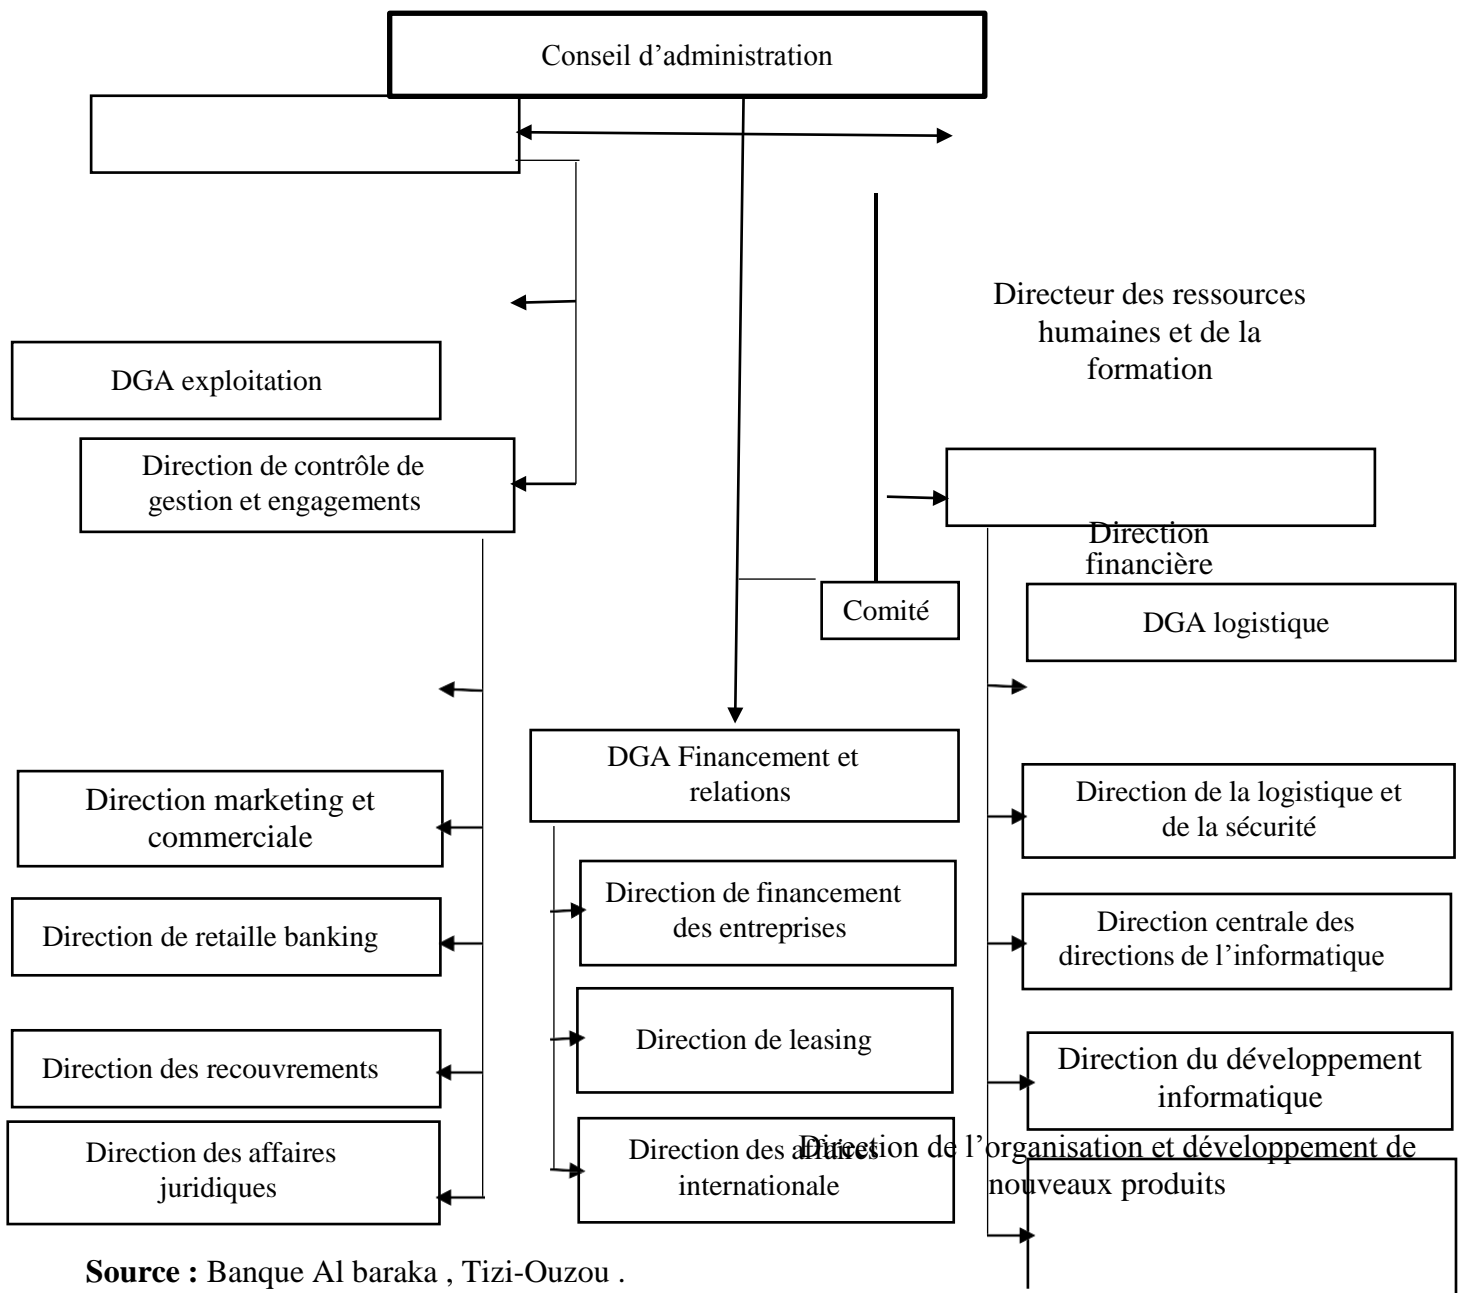 Conseil d’administration
Directeur des ressources
humaines et de la
formation
DGA exploitation
Direction de contrôle de
gestion et engagements
Direction
financière
Comité
DGA logistique
DGA Financement et
relations
Direction marketing et
commerciale
Direction de la logistique et
de la sécurité
Direction de financement
des entreprises
Direction de retaille banking
Direction centrale des
directions de l’informatique
Direction de leasing
Direction des recouvrements
Direction du développement
informatique
Direction des affaires
juridiques
Direction des affaires
internationale
Direction de l’organisation et développement de
nouveaux produits
Source : Banque Al baraka , Tizi-Ouzou .